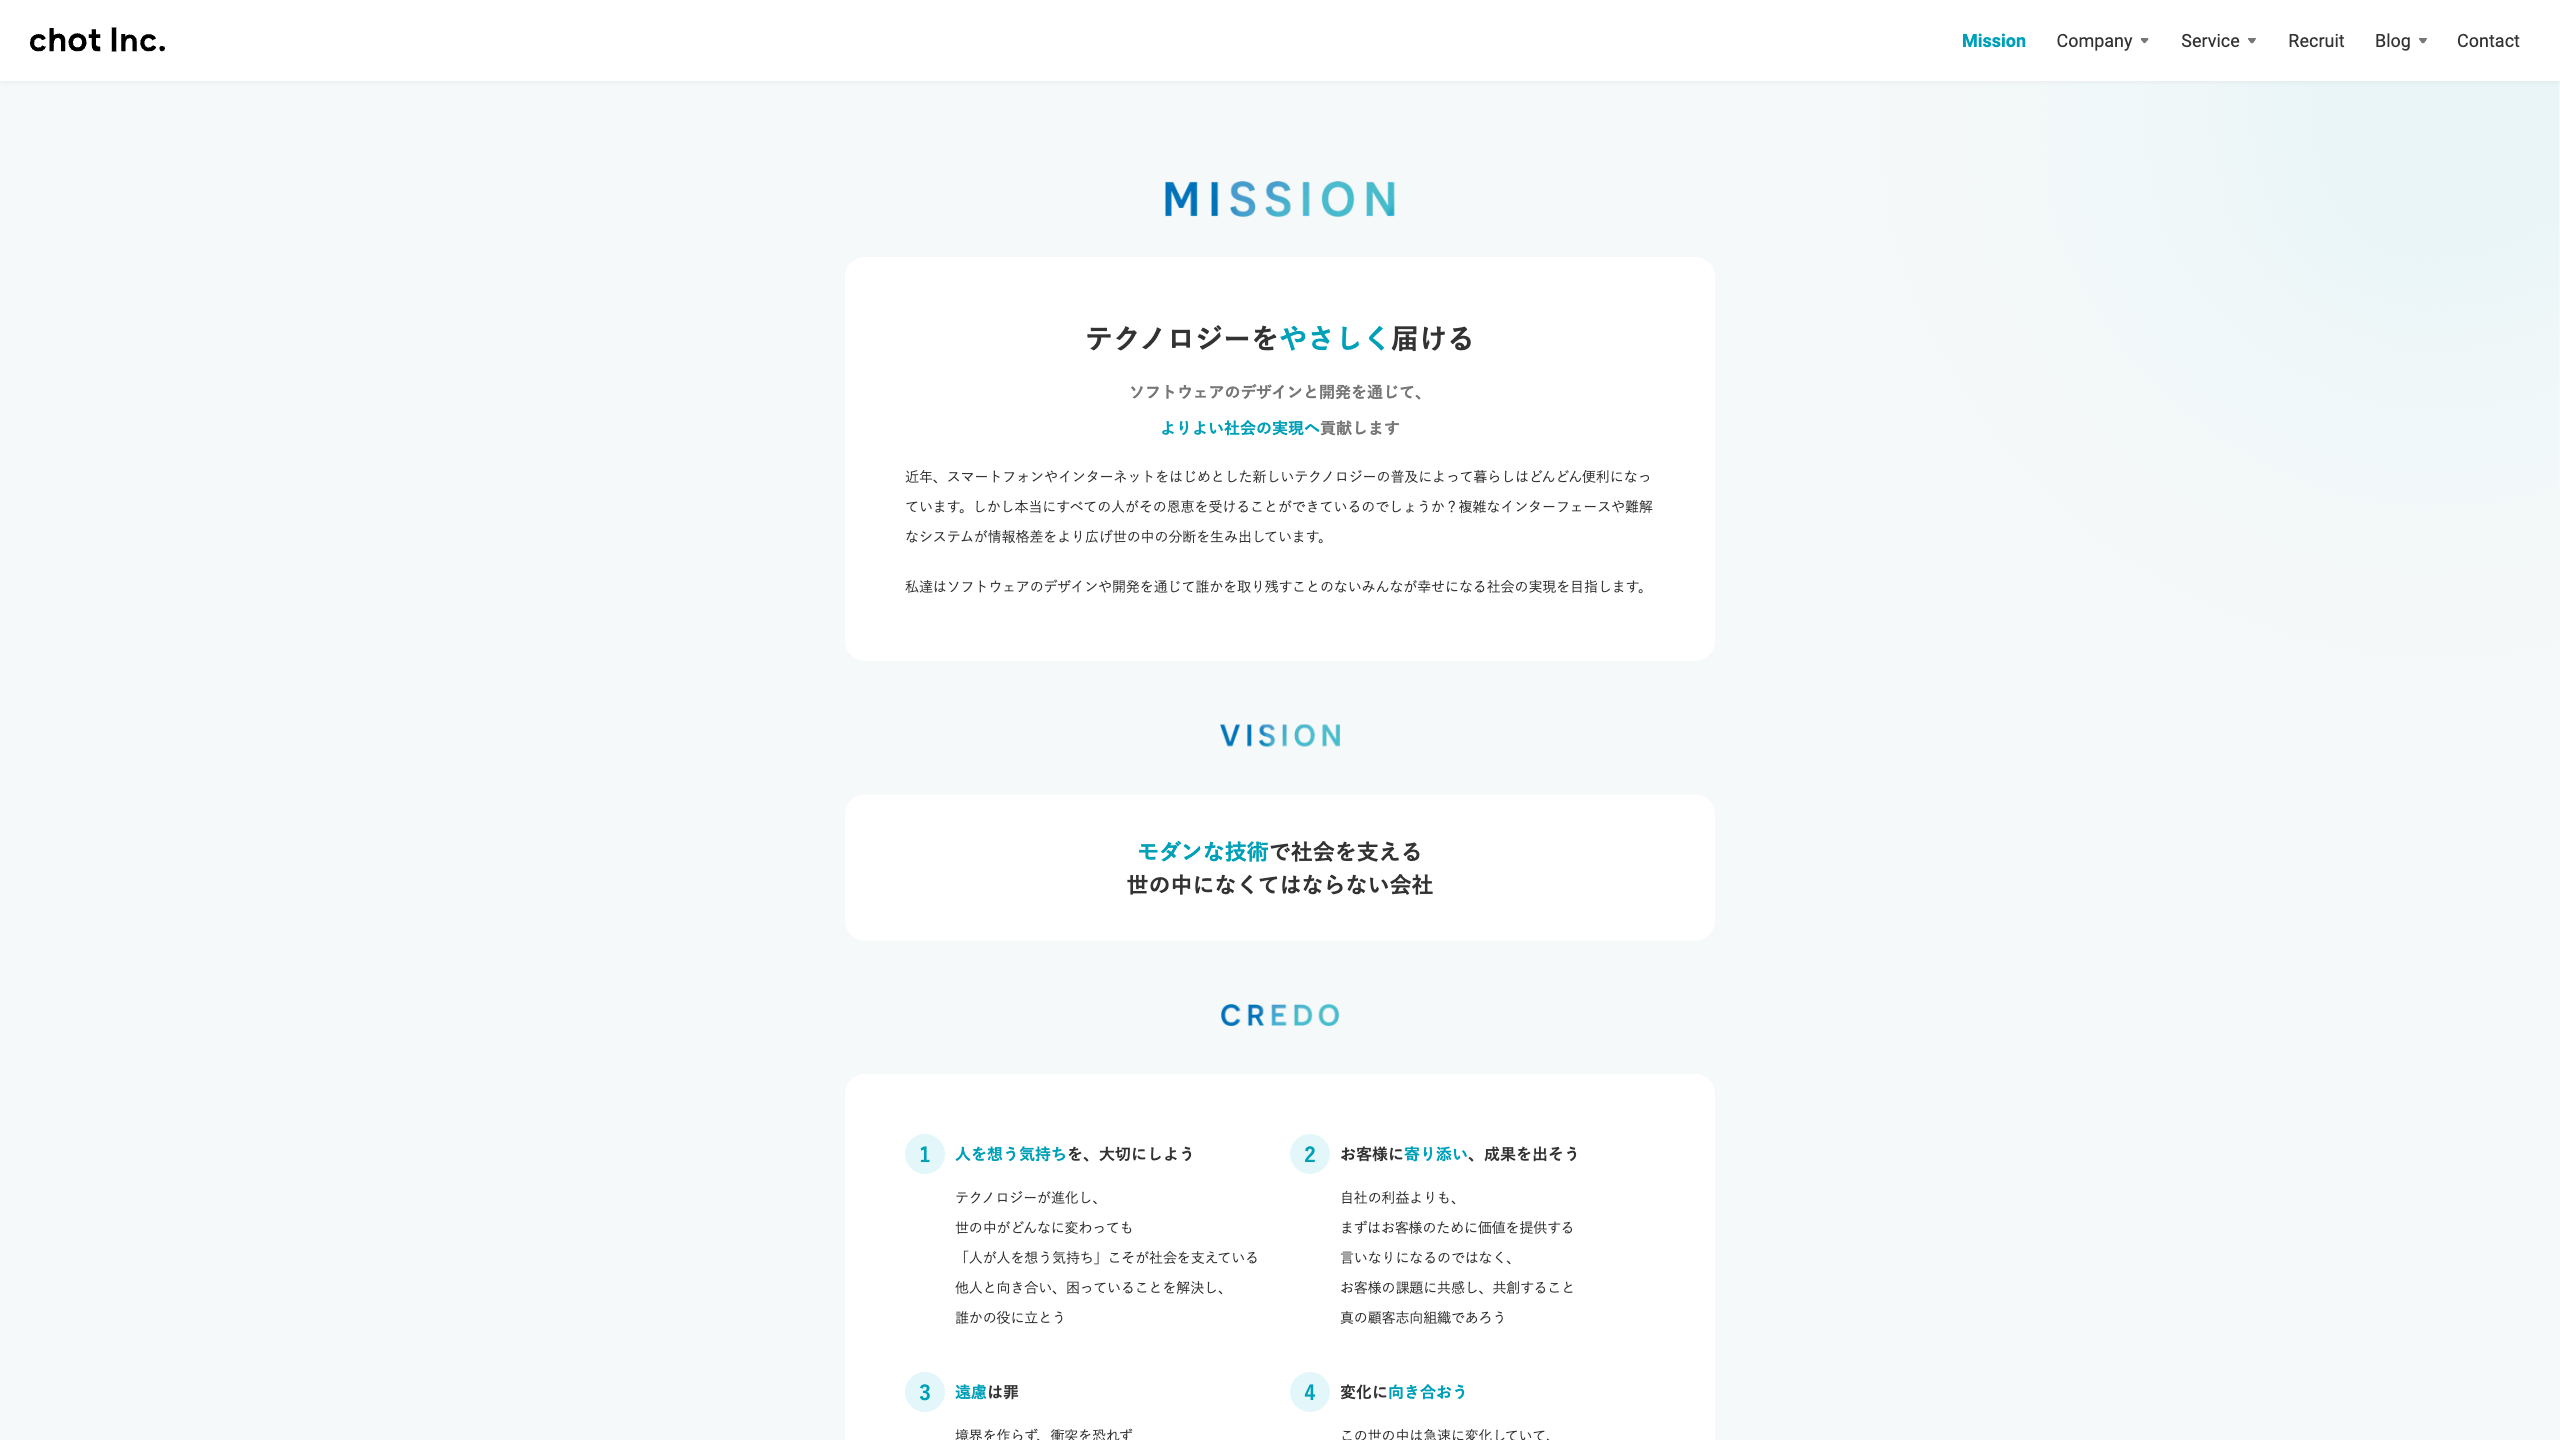 chot Inc.
Mission
Company
Service
Recruit
Blog
Contact
MISSION
テクノロジーをやさしく届ける
ソフトウェアのデザインと開発を通じて、
よりよい社会の実現へ貢献します
近年、スマートフォンやインターネットをはじめとした新しいテクノロジーの普及によって暮らしはどんどん便利になっ
ています。しかし本当にすべての人がその恩恵を受けることができているのでしょうか？複雑なインターフェースや難解
なシステムが情報格差をより広げ世の中の分断を生み出しています。
私達はソフトウェアのデザインや開発を通じて誰かを取り残すことのないみんなが幸せになる社会の実現を目指します。
VISION
モダンな技術で社会を支える
世の中になくてはならない会社
CREDO
1 人を想う気持ちを、大切にしよう
テクノロジーが進化し、
世の中がどんなに変わっても
「人が人を想う気持ち」こそが社会を支えている
他人と向き合い、困っていることを解決し、
誰かの役に立とう
2 お客様に寄り添い、成果を出そう
自社の利益よりも、
まずはお客様のために価値を提供する
言いなりになるのではなく、
お客様の課題に共感し、共創すること
真の顧客志向組織であろう
3 遠慮は罪
境界を作らず、衝突を恐れず
4 変化に向き合おう
この世の中は急速に変化していて、